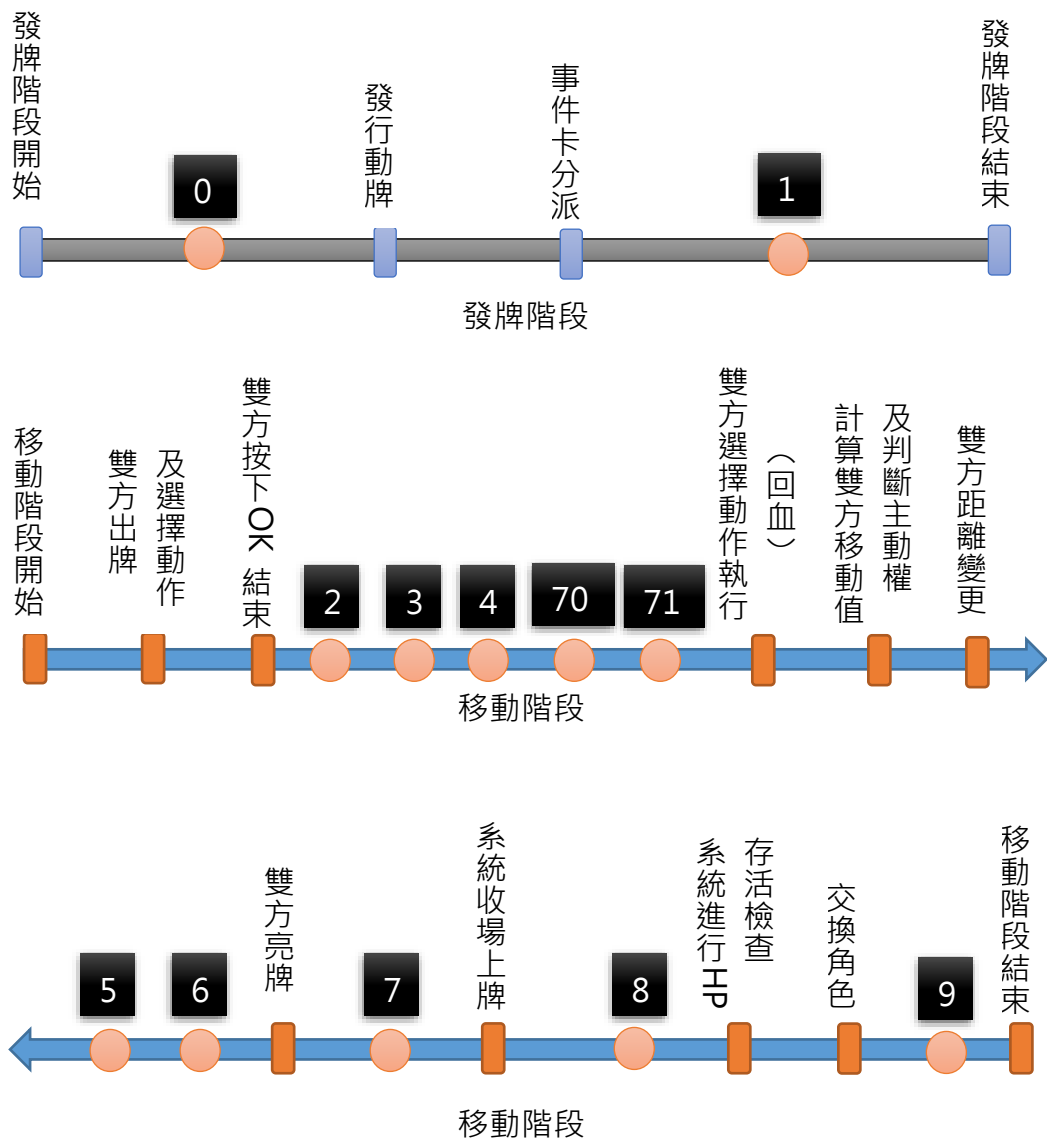 發牌階段開始
0
發行動牌
事件卡分派
1
發牌階段結束
發牌階段
移動階段開始
雙方出牌
及選擇動作
雙方按下OK 結束
2
3
4
70
71
雙方選擇動作執行
（回血）
計算雙方移動值
及判斷主動權
雙方距離變更
移動階段
5
6
雙方亮牌
7
系統收場上牌
8
系統進行HP
存活檢查
交換角色
9
移動階段結束
移動階段